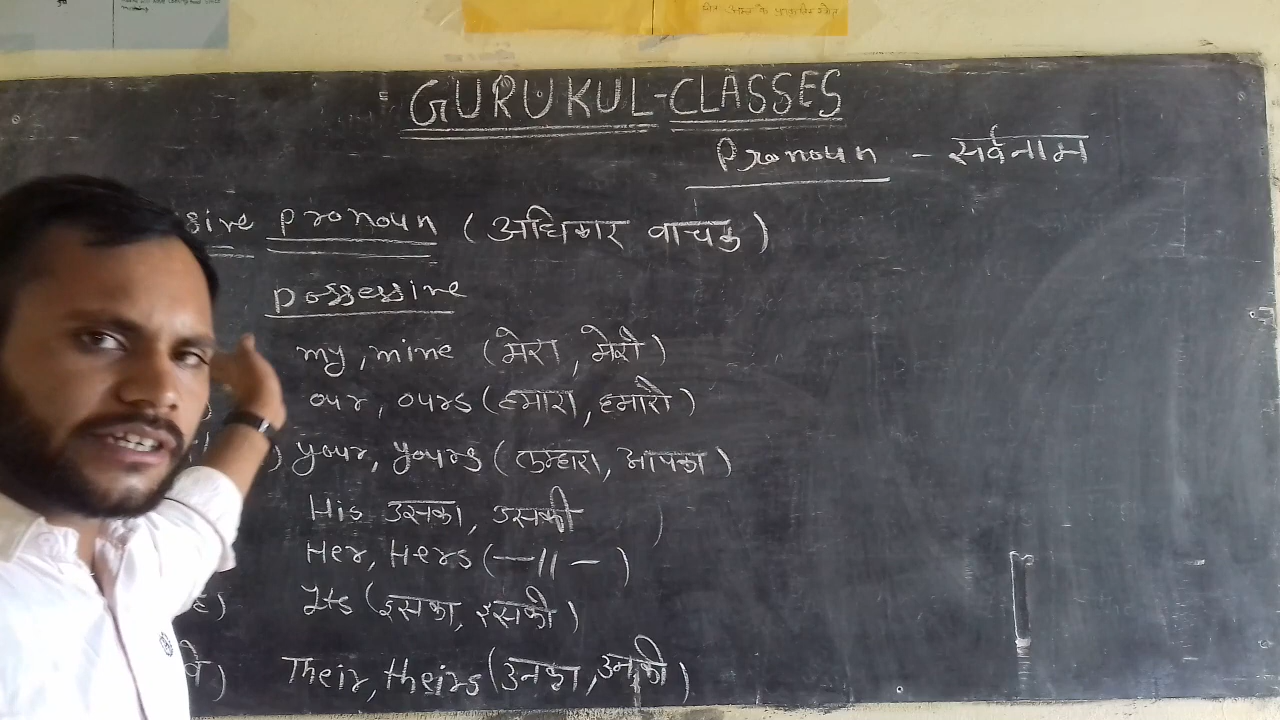 GURUKUL-CLASSES
Pronoun - सर्वनाम
sive pronoun (अधिकार वाचक)
possessive
my, mine (मेरा, मेरी)
our, ours (हमारा, हमारी)
) your, yours (तुम्हारा, आपका)
His उसका, उसकी )
Her, Hers (—||—)
Its (इसका, इसकी)
Their, theirs (उनका, उनकी)